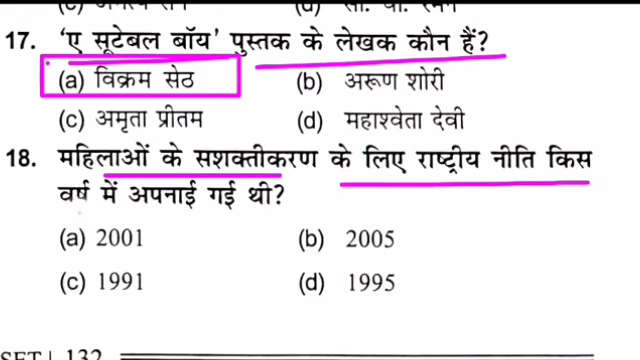 17. 'ए सूटेबल बॉय' पुस्तक के लेखक कौन हैं?
(a) विक्रम सेठ (b) अरूण शोरी
(c) अमृता प्रीतम (d) महाश्वेता देवी
18. महिलाओं के सशक्तीकरण के लिए राष्ट्रीय नीति किस
वर्ष में अपनाई गई थी?
(a) 2001 (b) 2005
(c) 1991 (d) 1995
SET | 132